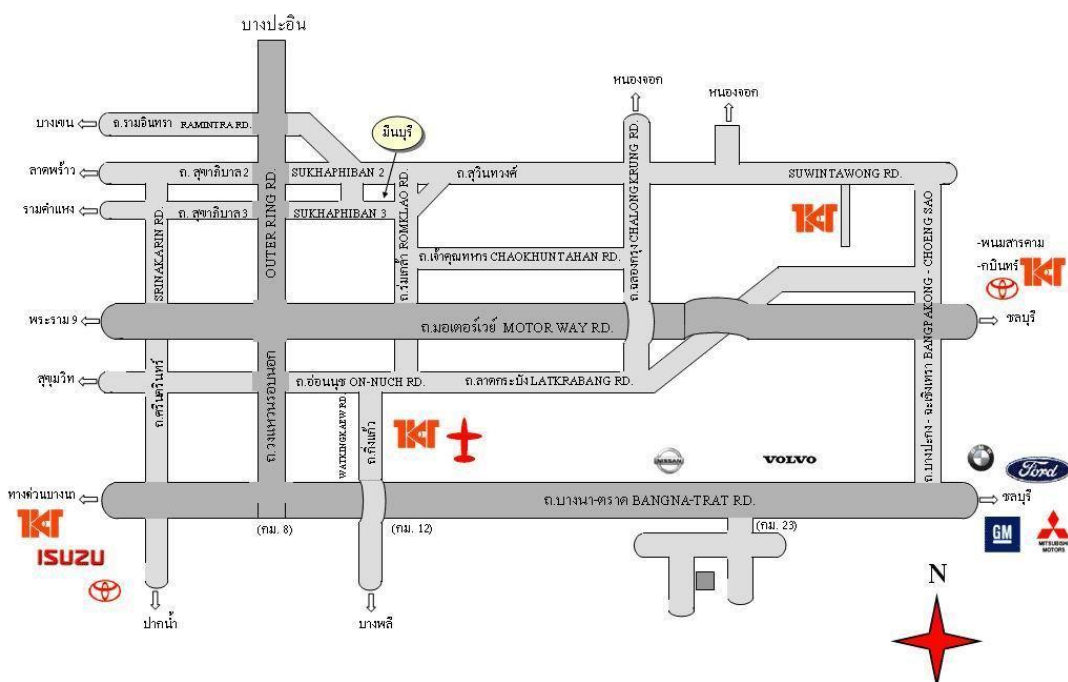 บางปะอิน
หนองจอก
หนองจอก
บางเขน
ถ.รามอินทรา RAMINTRA RD.
มีนบุรี
ลาดพร้าว
ถ. สุขาภิบาล 2
SUKHAPHIBAN 2
ถ.สุวินทวงศ์
SUWINTAWONG RD.
รามคำแหง
ถ. สุขาภิบาล 3
SUKHAPHIBAN 3
SRINAKARIN RD.
OUTER RING RD.
ถ.ร่มเกล้า ROMKLAO RD.
ถ.ฉลองกรุง CHALONGKRUNG RD.
TKT
ถ.เจ้าคุณทหาร CHAOKHUNTAHAN RD.
-พนมสารคาม
-กบินทร์
TKT
พระราม 9
ถ.มอเตอร์เวย์ MOTOR WAY RD.
ชลบุรี
สุขุมวิท
ถ.ศรีนครินทร์
ถ.วงแหวนรอบนอก
ถ.อ่อนนุช ON-NUCH RD.
ถ.ลาดกระบัง LATKRABANG RD.
ถ.บางปะกง - ฉะเชิงเทรา BANGPAKONG - CHOENG SAO
WATKINGKAEW RD.
ถ.กิ่งแก้ว
TKT
NISSAN
VOLVO
BMW
Ford
ทางด่วนบางนา
ถ.บางนา-ตราด BANGNA-TRAT RD.
ชลบุรี
TKT
(กม. 8)
(กม. 12)
(กม. 23)
GM
MITSUBISHI
MOTORS
ISUZU
N
ปากน้ำ
บางพลี